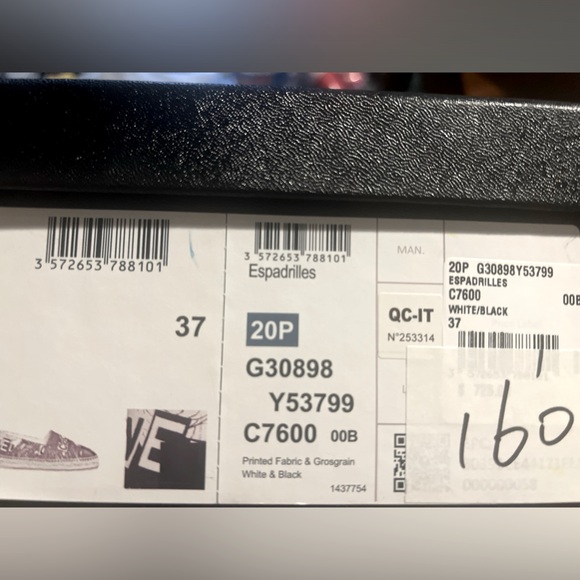 3 572653 788101
37
VE
3 572653 788101
Espadrilles
20P
G30898
Y53799
C7600 00B
Printed Fabric & Grosgrain
White & Black
1437754
MAN.
QC-IT
N°253314
20P G30898Y53799
ESPADRILLES
C7600 00B
WHITE/BLACK
37
160